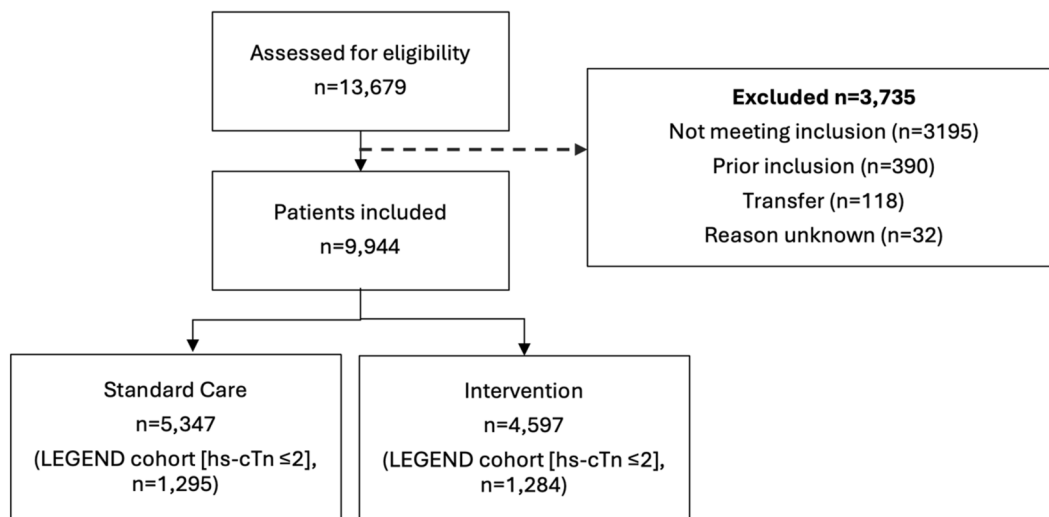 Assessed for eligibility
n=13,679
Excluded n=3,735
Not meeting inclusion (n=3195)
Prior inclusion (n=390)
Transfer (n=118)
Reason unknown (n=32)
Patients included
n=9,944
Standard Care
n=5,347
(LEGEND cohort [hs-cTn ≤2],
n=1,295)
Intervention
n=4,597
(LEGEND cohort [hs-cTn ≤2],
n=1,284)